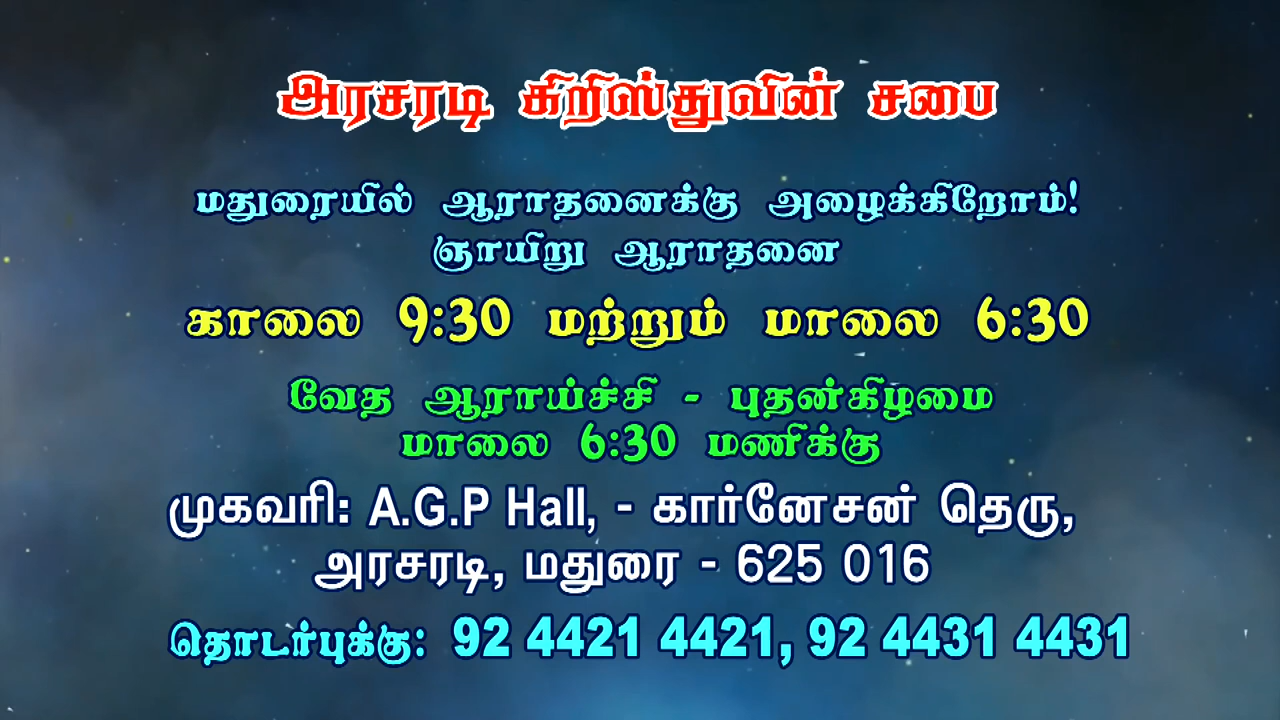 அரசரடி கிறிஸ்துவின் சபை
மதுரையில் ஆராதனைக்கு அழைக்கிறோம்!
ஞாயிறு ஆராதனை
காலை 9:30 மற்றும் மாலை 6:30
வேத ஆராய்ச்சி - புதன்கிழமை
மாலை 6:30 மணிக்கு
முகவரி: A.G.P Hall, - கார்னேசன் தெரு,
அரசரடி, மதுரை - 625 016
தொடர்புக்கு: 92 4421 4421, 92 4431 4431